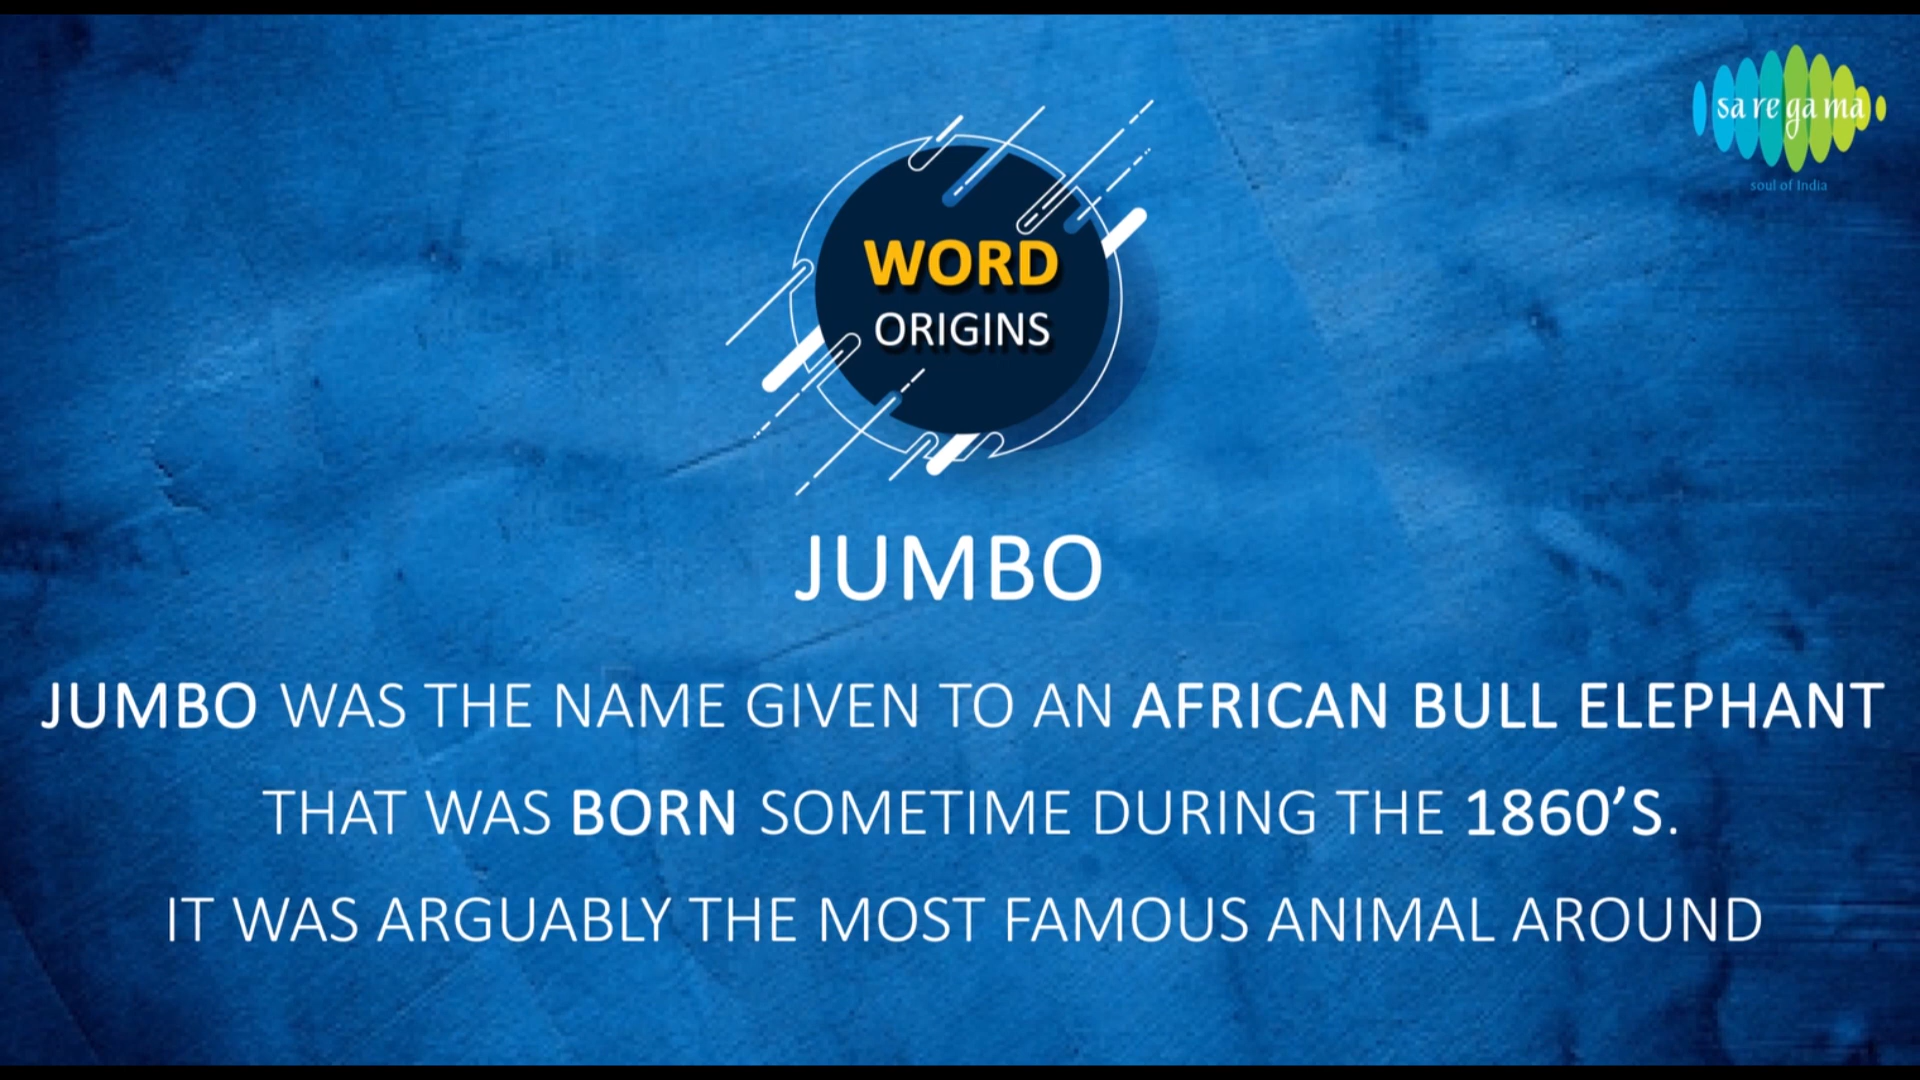 sa re ga ma
soul of India
WORD
ORIGINS
JUMBO
JUMBO WAS THE NAME GIVEN TO AN AFRICAN BULL ELEPHANT
THAT WAS BORN SOMETIME DURING THE 1860’S.
IT WAS ARGUABLY THE MOST FAMOUS ANIMAL AROUND